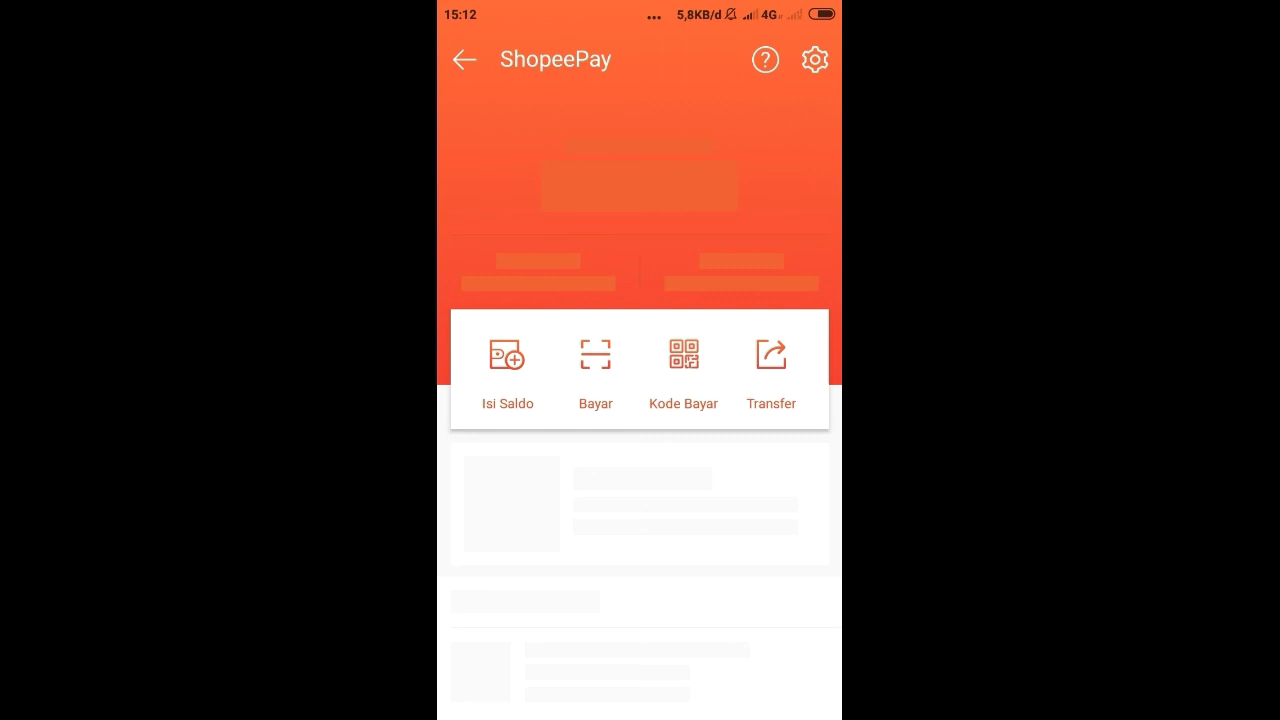 15:12 ... 5,8KB/d 4G
ShopeePay
Isi Saldo Bayar Kode Bayar Transfer